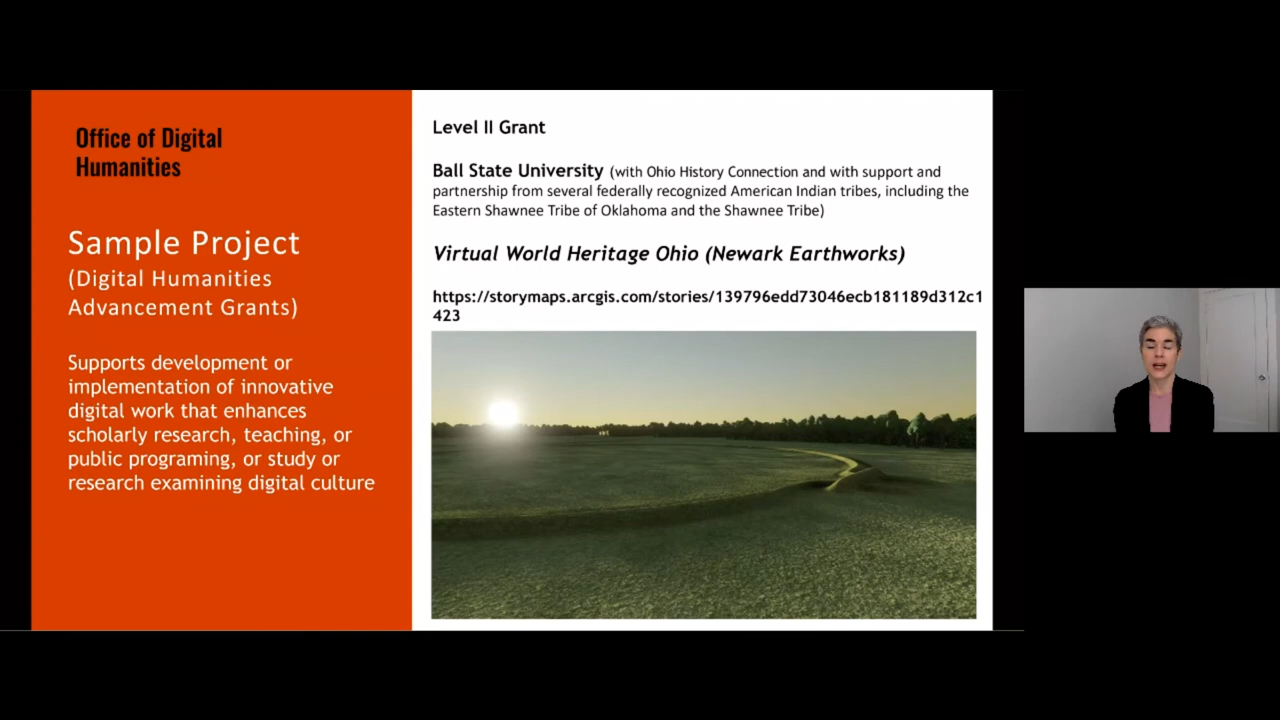 Office of Digital
Humanities
Sample Project
(Digital Humanities
Advancement Grants)
Supports development or
implementation of innovative
digital work that enhances
scholarly research, teaching, or
public programing, or study or
research examining digital culture
Level II Grant
Ball State University (with Ohio History Connection and with support and
partnership from several federally recognized American Indian tribes, including the
Eastern Shawnee Tribe of Oklahoma and the Shawnee Tribe)
Virtual World Heritage Ohio (Newark Earthworks)
https://storymaps.arcgis.com/stories/139796edd73046ecb181189d312c1
423